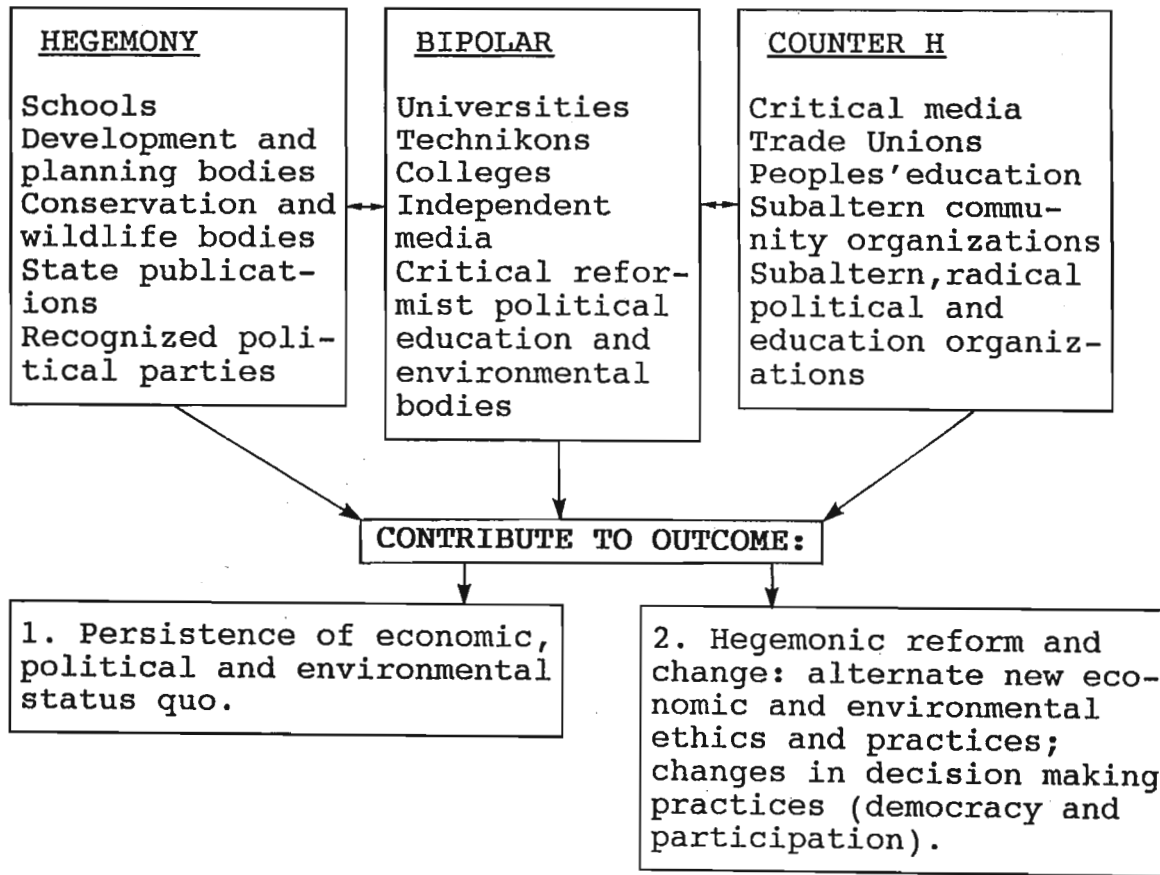 HEGEMONY
Schools
Development and
planning bodies
Conservation and
wildlife bodies
State publicat-
ions
Recognized poli-
tical parties
BIPOLAR
Universities
Technikons
Colleges
Independent
media
Critical refor-
mist political
education and
environmental
bodies
COUNTER H
Critical media
Trade Unions
Peoples'education
Subaltern commu-
nity organizations
Subaltern,radical
political and
education organiz-
ations
CONTRIBUTE TO OUTCOME:
1. Persistence of economic,
political and environmental
status quo.
2. Hegemonic reform and
change: alternate new eco-
nomic and environmental
ethics and practices;
changes in decision making
practices (democracy and
participation).